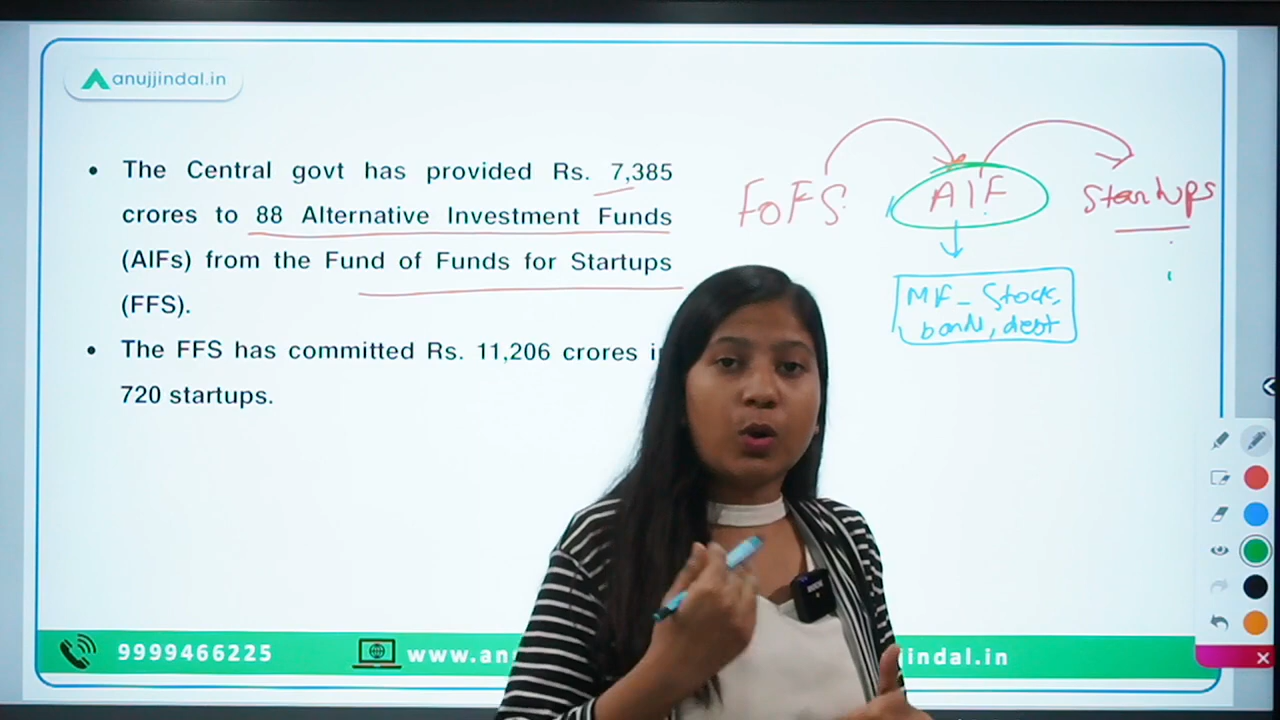 anujjindal.in
• The Central govt has provided Rs. 7,385
crores to 88 Alternative Investment Funds
(AIFs) from the Fund of Funds for Startups
(FFS).
• The FFS has committed Rs. 11,206 crores i
720 startups.
FoFS
AIF
Startups
MF - Stock,
bond, debt
9999466225
www.an
jindal.in